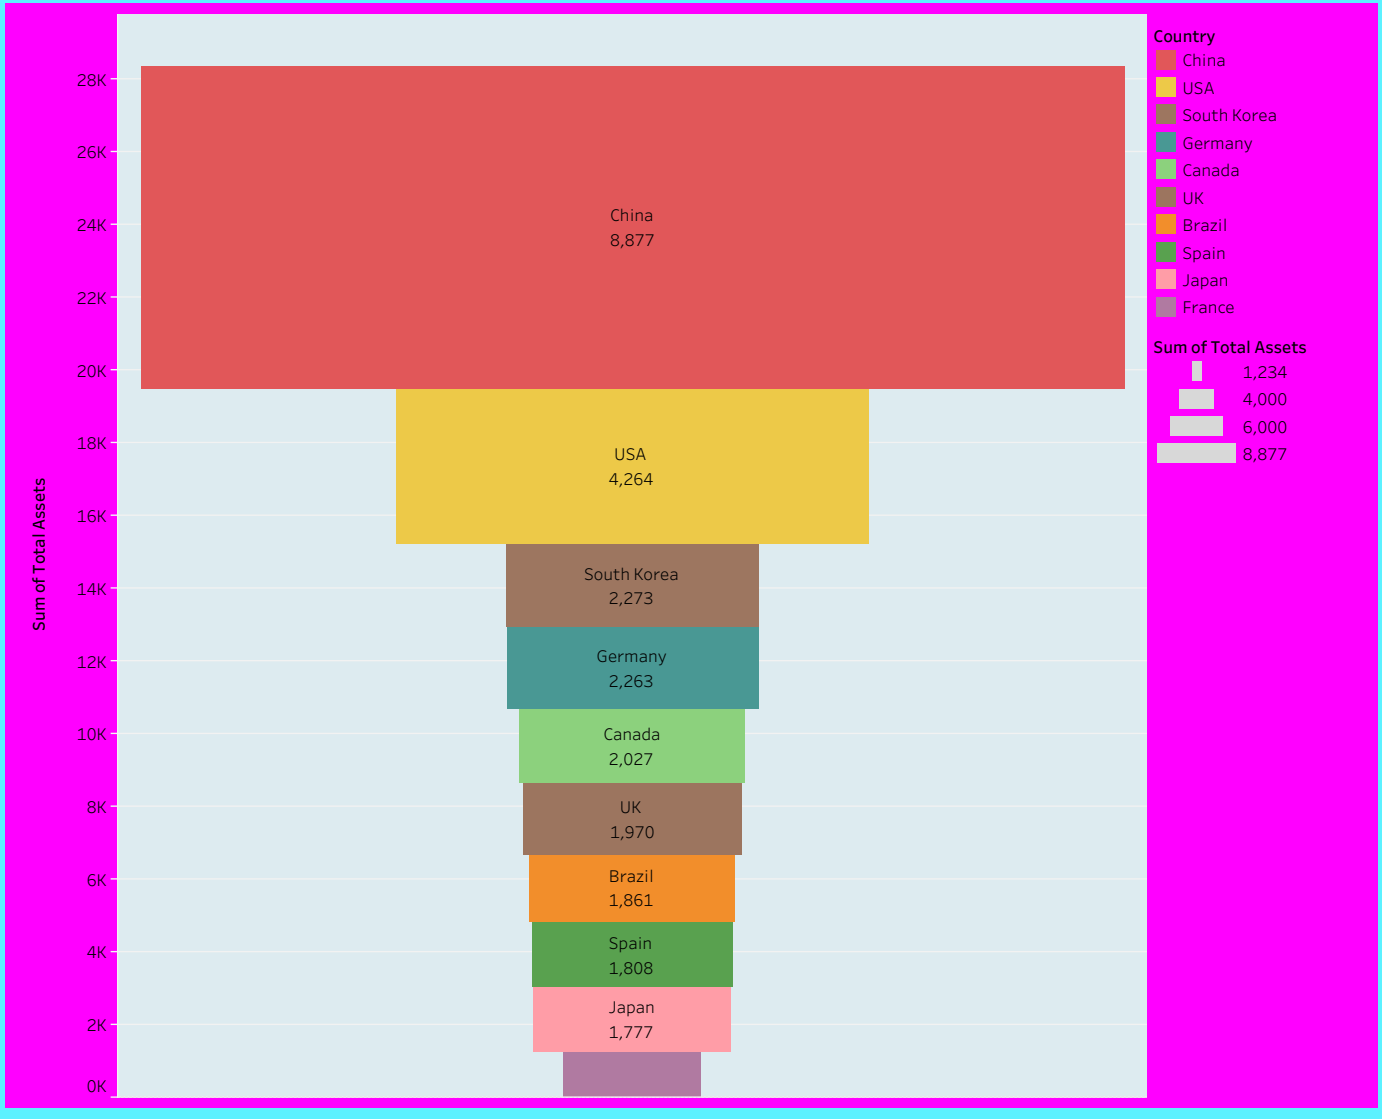 Sum of Total Assets
28K
26K
24K
22K
20K
18K
16K
14K
12K
10K
8K
6K
4K
2K
0K
China
8,877
USA
4,264
South Korea
2,273
Germany
2,263
Canada
2,027
UK
1,970
Brazil
1,861
Spain
1,808
Japan
1,777
Country
China
USA
South Korea
Germany
Canada
UK
Brazil
Spain
Japan
France
Sum of Total Assets
1,234
4,000
6,000
8,877